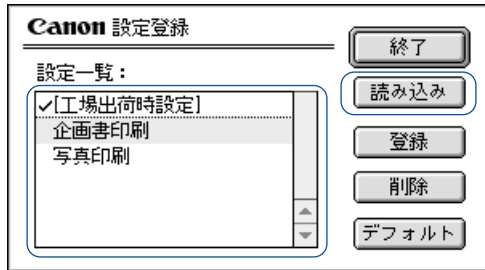 Canon 設定登録
設定一覧：
✓[工場出荷時設定]
企画書印刷
写真印刷
終了
読み込み
登録
削除
デフォルト